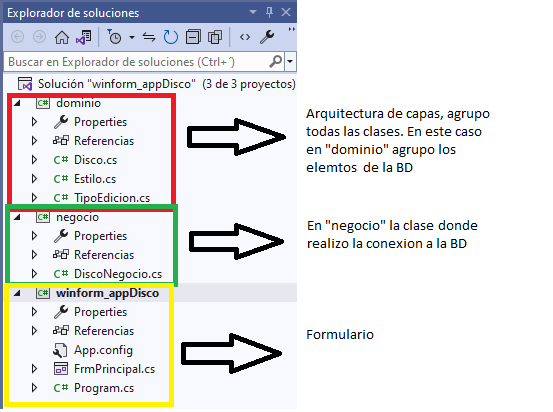 Explorador de soluciones
Buscar en Explorador de soluciones (Ctrl+´)
Solución "winform_appDisco" (3 de 3 proyectos)
dominio
Properties
Referencias
C# Disco.cs
C# Estilo.cs
C# TipoEdicion.cs
Arquitectura de capas, agrupo
todas las clases. En este caso
en "dominio" agrupo los
elemtos de la BD
negocio
Properties
Referencias
C# DiscoNegocio.cs
En "negocio" la clase donde
realizo la conexion a la BD
winform_appDisco
Properties
Referencias
App.config
FrmPrincipal.cs
C# Program.cs
Formulario